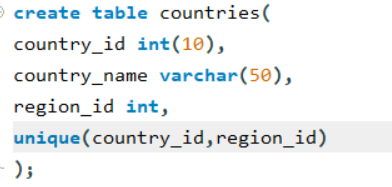 create table countries(
country_id int(10),
country_name varchar(50),
region_id int,
unique(country_id,region_id)
);